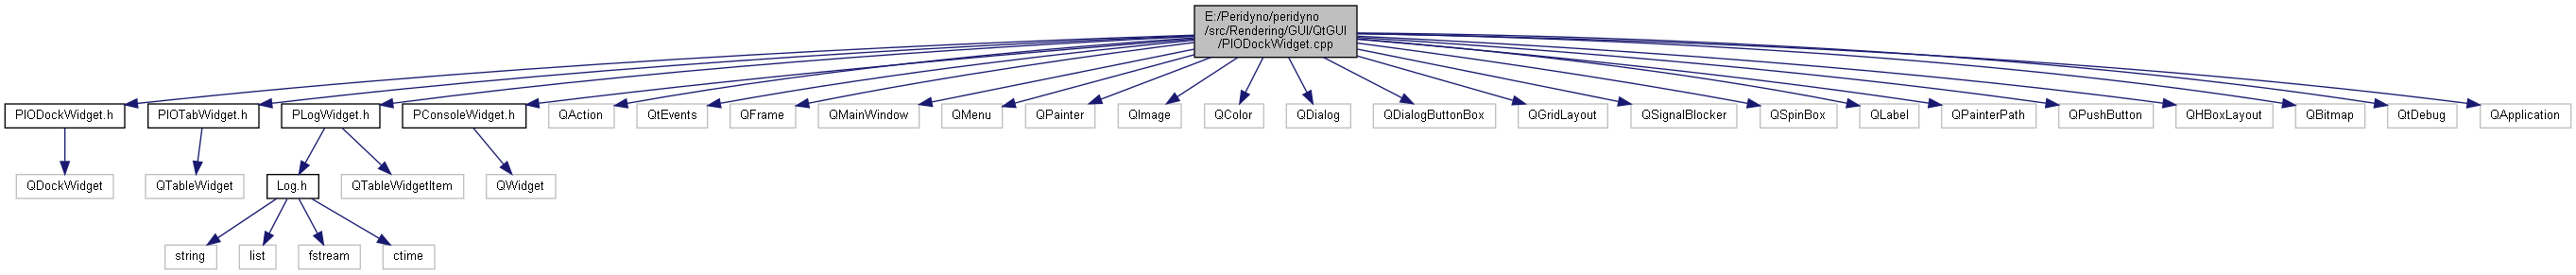 E:/Peridyno/peridyno
/src/Rendering/GUI/QtGUI
/PIODockWidget.cpp
PIODockWidget.h
PIOTabWidget.h
PLogWidget.h
PConsoleWidget.h
QAction
QtEvents
QFrame
QMainWindow
QMenu
QPainter
QImage
QColor
QDialog
QDialogButtonBox
QGridLayout
QSignalBlocker
QSpinBox
QLabel
QPainterPath
QPushButton
QHBoxLayout
QBitmap
QtDebug
QApplication
QDockWidget
QTableWidget
Log.h
QTableWidgetItem
QWidget
string
list
fstream
ctime